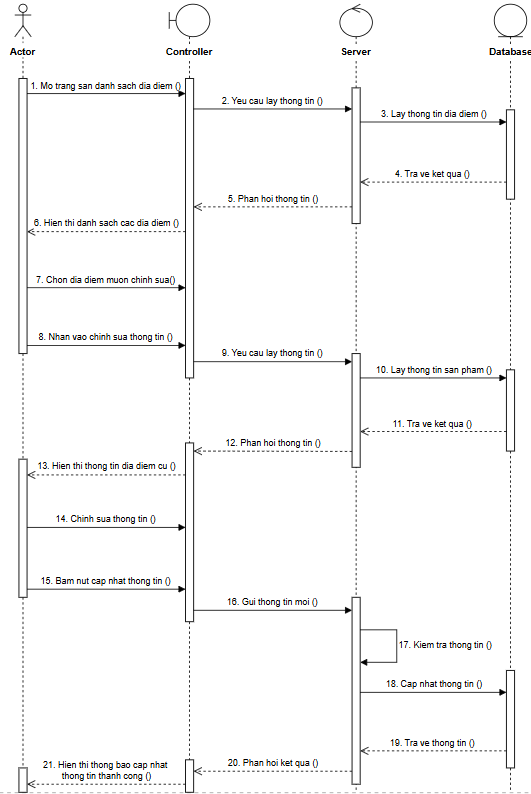 Actor
Controller
Server
Database
1. Mo trang san danh sach dia diem ()
2. Yeu cau lay thong tin ()
3. Lay thong tin dia diem ()
4. Tra ve ket qua ()
5. Phan hoi thong tin ()
6. Hien thi danh sach cac dia diem ()
7. Chon dia diem muon chinh sua()
8. Nhan vao chinh sua thong tin ()
9. Yeu cau lay thong tin ()
10. Lay thong tin san pham ()
11. Tra ve ket qua ()
12. Phan hoi thong tin ()
13. Hien thi thong tin dia diem cu ()
14. Chinh sua thong tin ()
15. Bam nut cap nhat thong tin ()
16. Gui thong tin moi ()
17. Kiem tra thong tin ()
18. Cap nhat thong tin ()
19. Tra ve thong tin ()
20. Phan hoi ket qua ()
21. Hien thi thong bao cap nhat
thong tin thanh cong ()